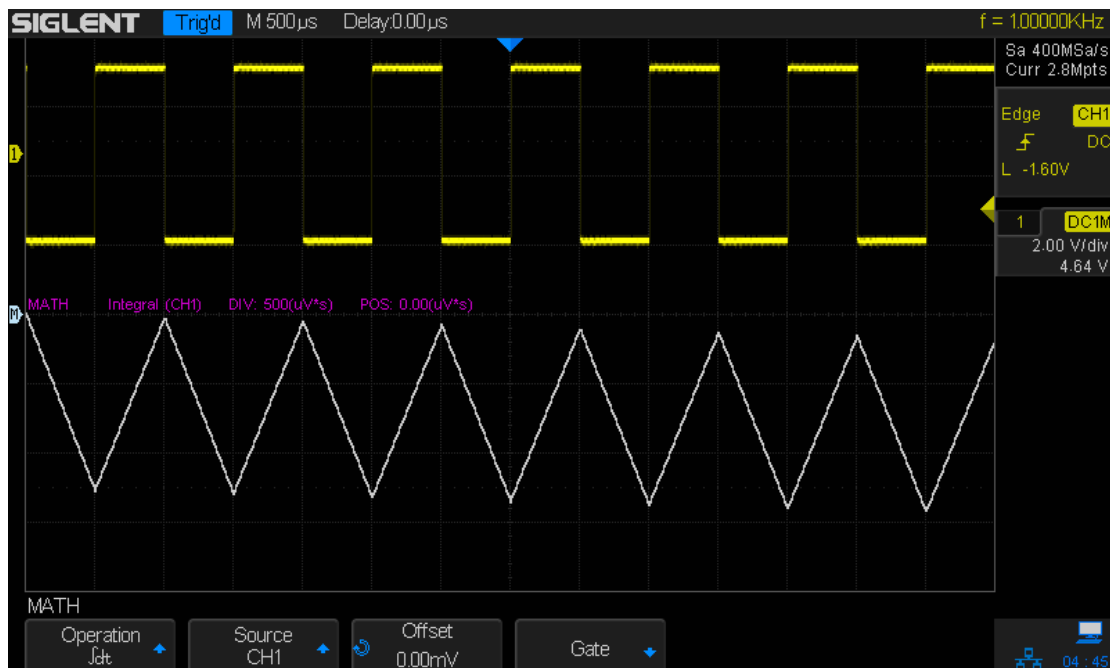 SIGLENT Trig'd M 500µs Delay:0.00µs f = 1.00000KHz
Sa 400MSa/s
Curr 2.8Mpts
Edge CH1
DC
L -1.60V
1 DC1M
2.00 V/div
4.64 V
1
MATH Integral (CH1) DIV: 500(uV*s) POS: 0.00(uV*s)
M
MATH
Operation Source Offset Gate
∫dt CH1 0.00mV
04:45